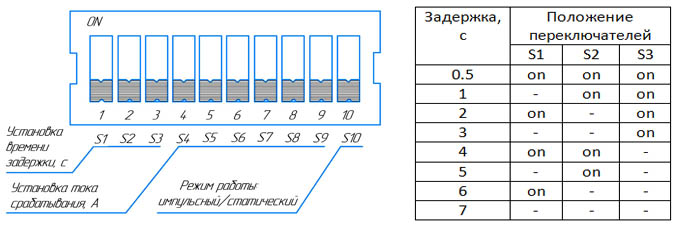 ON
1 2 3 4 5 6 7 8 9 10
S1 S2 S3 S4 S5 S6 S7 S8 S9 S10
Установка
времени
задержки, с
Установка тока
срабатывания, А
Режим работы:
импульсный/статический
Задержка, с
Положение переключателей
S1 S2 S3
0.5 on on on
1 - on on
2 on - on
3 - - on
4 on on -
5 - on -
6 on - -
7 - - -